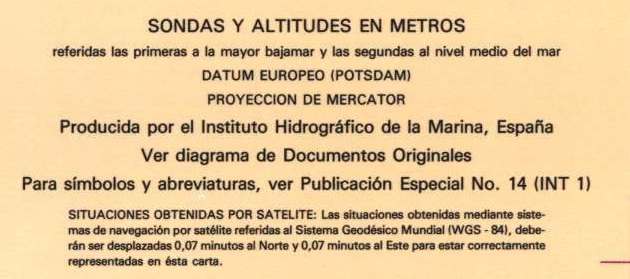 SONDAS Y ALTITUDES EN METROS
referidas las primeras a la mayor bajamar y las segundas al nivel medio del mar
DATUM EUROPEO (POTSDAM)
PROYECCION DE MERCATOR
Producida por el Instituto Hidrográfico de la Marina, España
Ver diagrama de Documentos Originales
Para símbolos y abreviaturas, ver Publicación Especial No. 14 (INT 1)
SITUACIONES OBTENIDAS POR SATELITE: Las situaciones obtenidas mediante siste-
mas de navegación por satélite referidas al Sistema Geodésico Mundial (WGS - 84), debe-
rán ser desplazadas 0,07 minutos al Norte y 0,07 minutos al Este para estar correctamente
representadas en ésta carta.